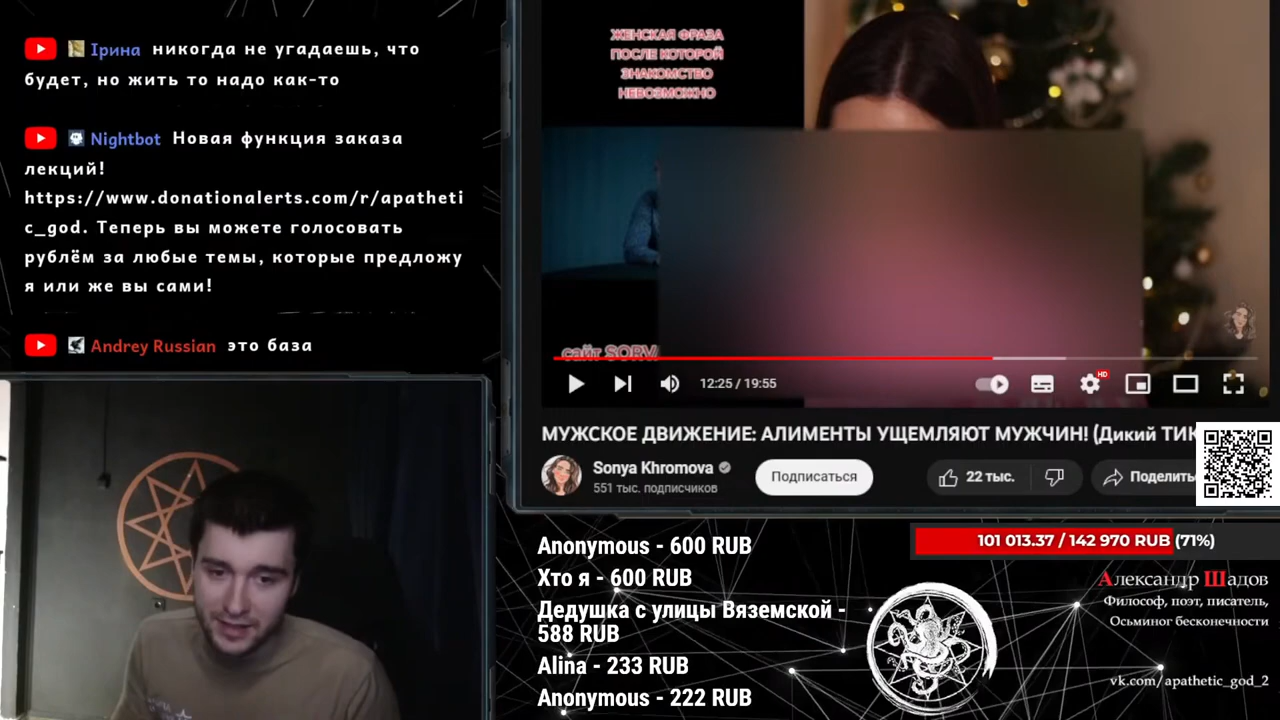 Ірина никогда не угадаешь, что
будет, но жить то надо как-то
Nightbot Новая функция заказа
лекций!
https://www.donationalerts.com/r/apatheti
c_god. Теперь вы можете голосовать
рублём за любые темы, которые предложу
я или же вы сами!
Andrey Russian это база
ЖЕНСКАЯ ФРАЗА
ПОСЛЕ КОТОРОЙ
ЗНАКОМСТВО
НЕВОЗМОЖНО
сайт
12:25 / 19:55
HD
МУЖСКОЕ ДВИЖЕНИЕ: АЛИМЕНТЫ УЩЕМЛЯЮТ МУЖЧИН! (Дикий ТИК
Sonya Khromova
551 тыс. подписчиков
Подписаться
22 тыс.
Поделить
Anonymous - 600 RUB
Хто я - 600 RUB
Дедушка с улицы Вяземской -
588 RUB
Alina - 233 RUB
Anonymous - 222 RUB
101 013.37 / 142 970 RUB (71%)
Александр Шадов
Философ, поэт, писатель,
Осьминог бесконечности
vk.com/apathetic_god_2